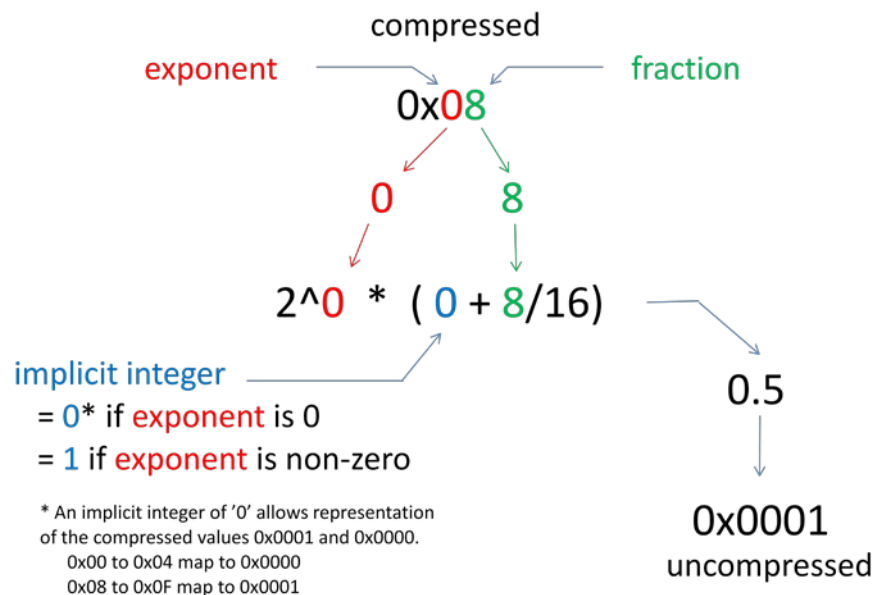 compressed
exponent
fraction
0x08
0
8
2^0 * ( 0 + 8/16)
implicit integer
= 0* if exponent is 0
= 1 if exponent is non-zero
0.5
* An implicit integer of '0' allows representation
of the compressed values 0x0001 and 0x0000.
0x00 to 0x04 map to 0x0000
0x08 to 0x0F map to 0x0001
0x0001
uncompressed